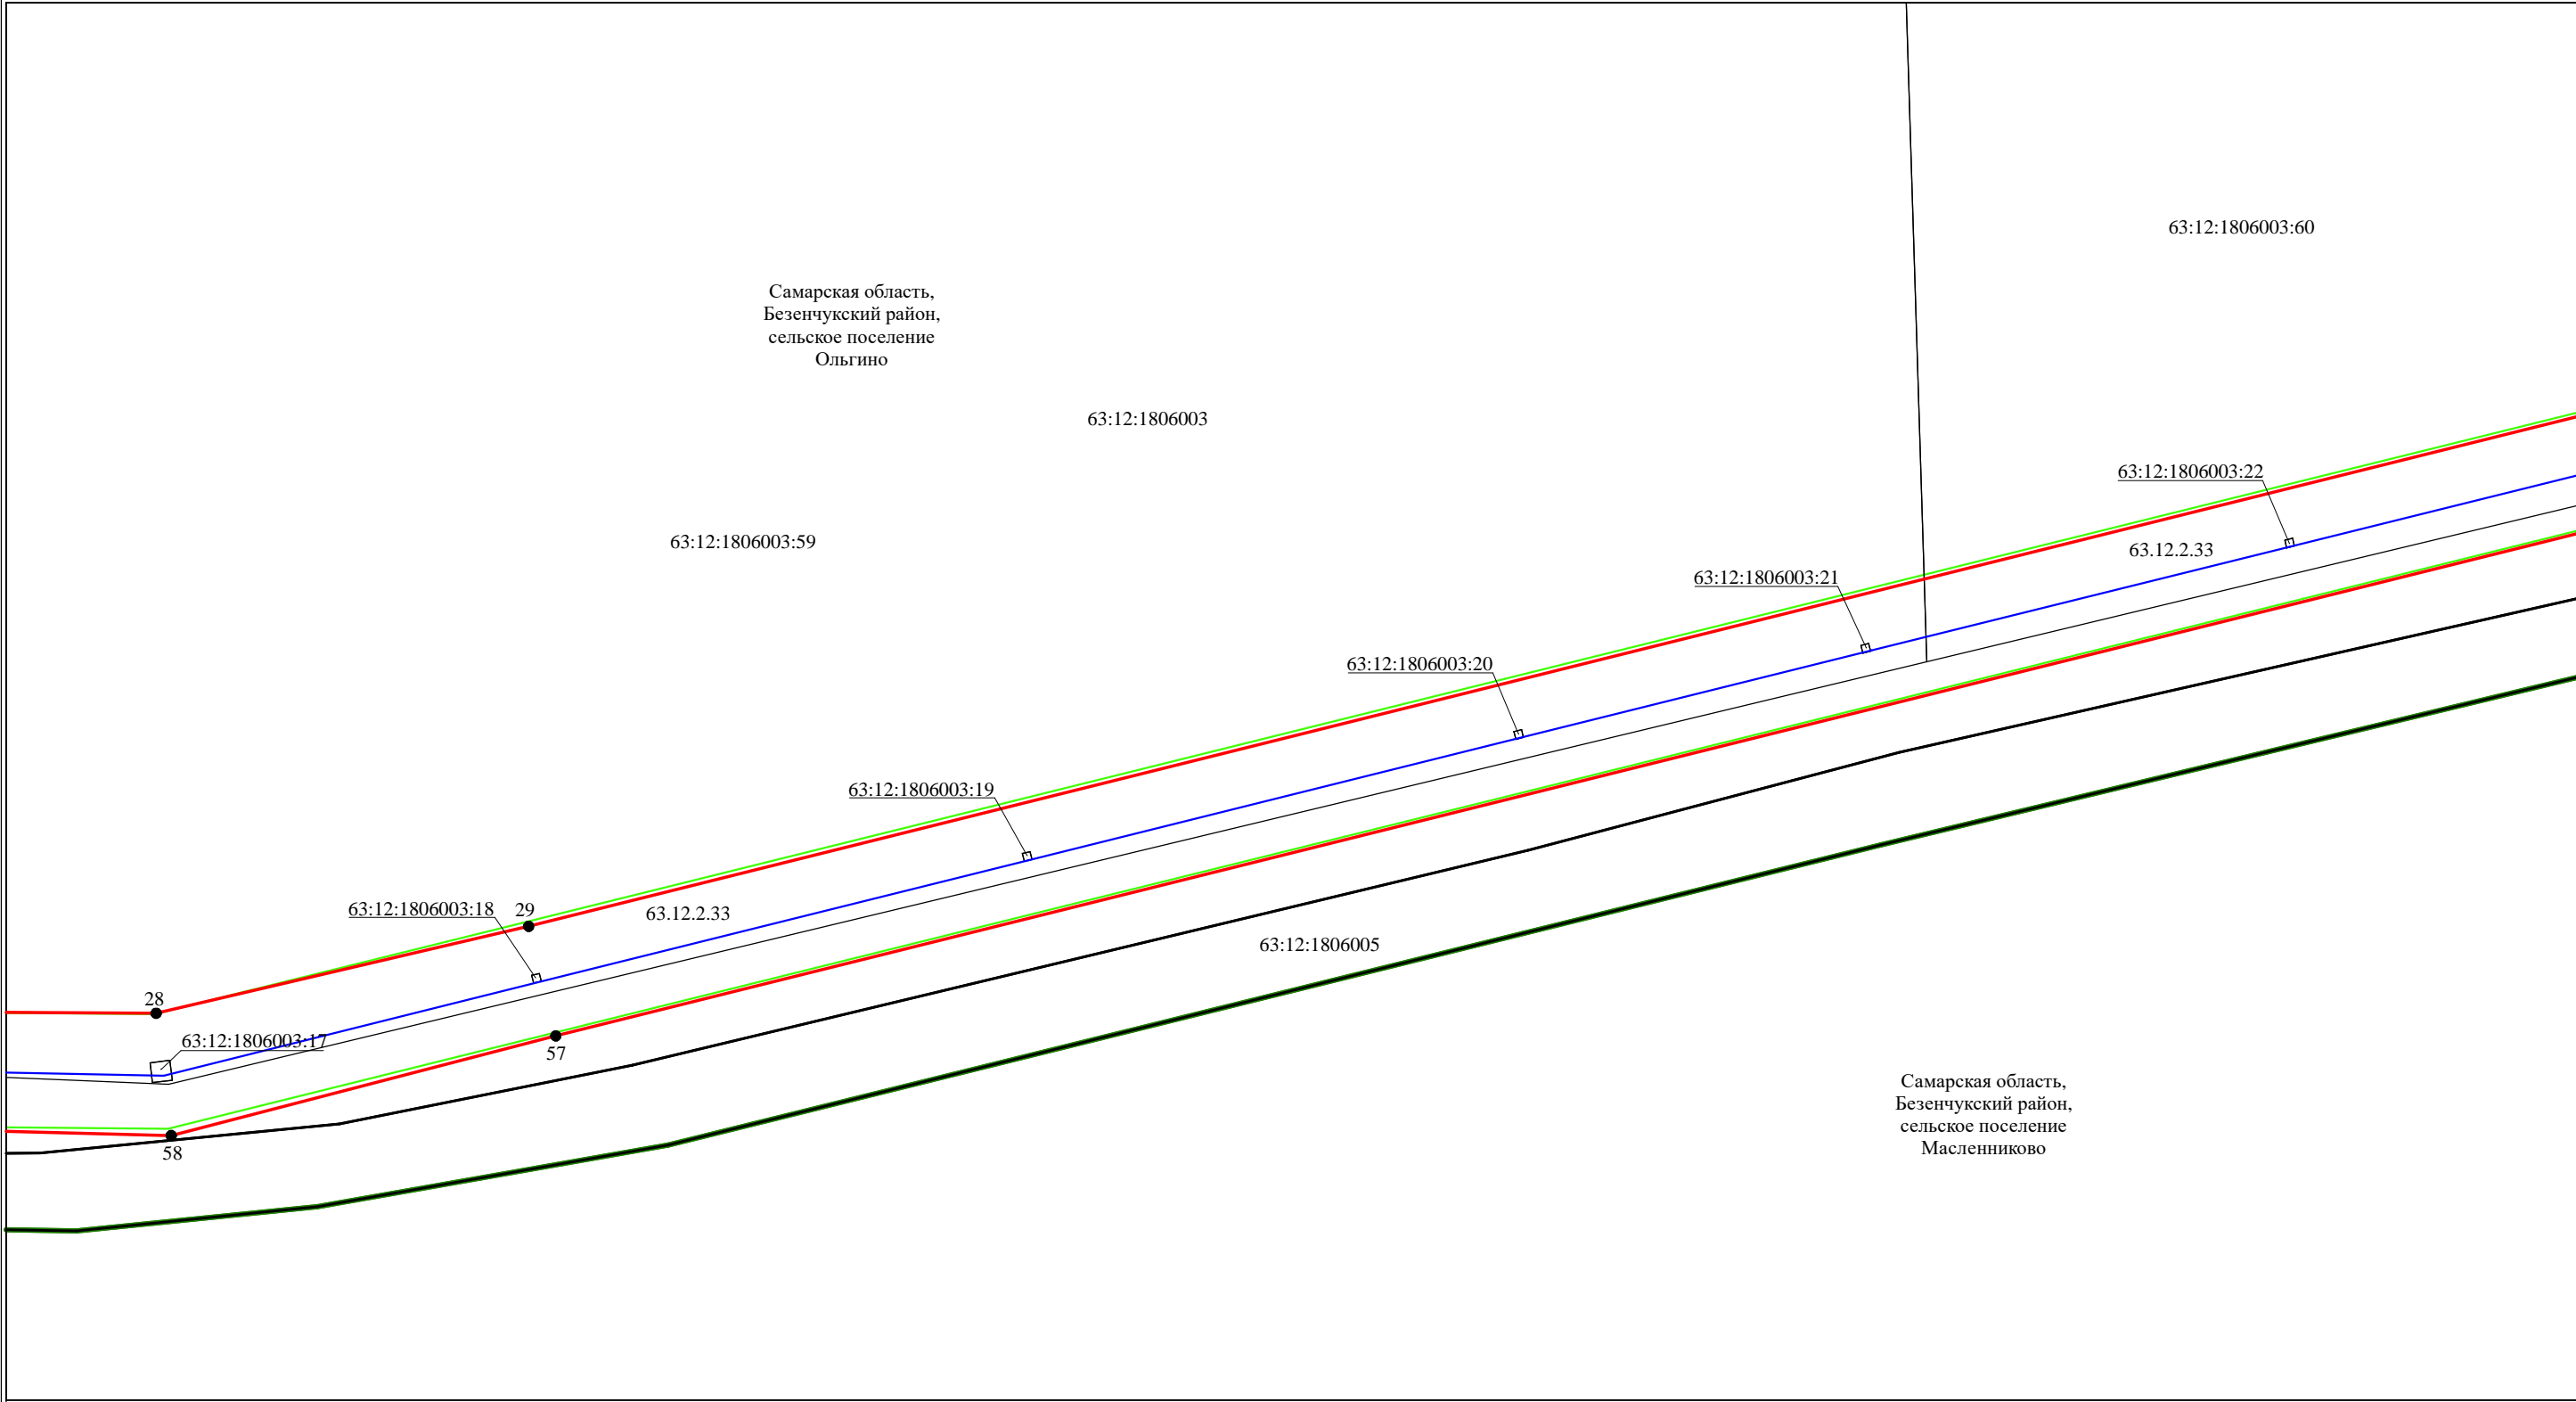 63:12:1806003:60
Самарская область,
Безенчукский район,
сельское поселение
Ольгино
63:12:1806003
63:12:1806003:22
63:12:1806003:59
63.12.2.33
63:12:1806003:21
63:12:1806003:20
63:12:1806003:19
63:12:1806003:18
29
63.12.2.33
63:12:1806005
28
63:12:1806003:17
57
Самарская область,
Безенчукский район,
сельское поселение
Масленниково
58